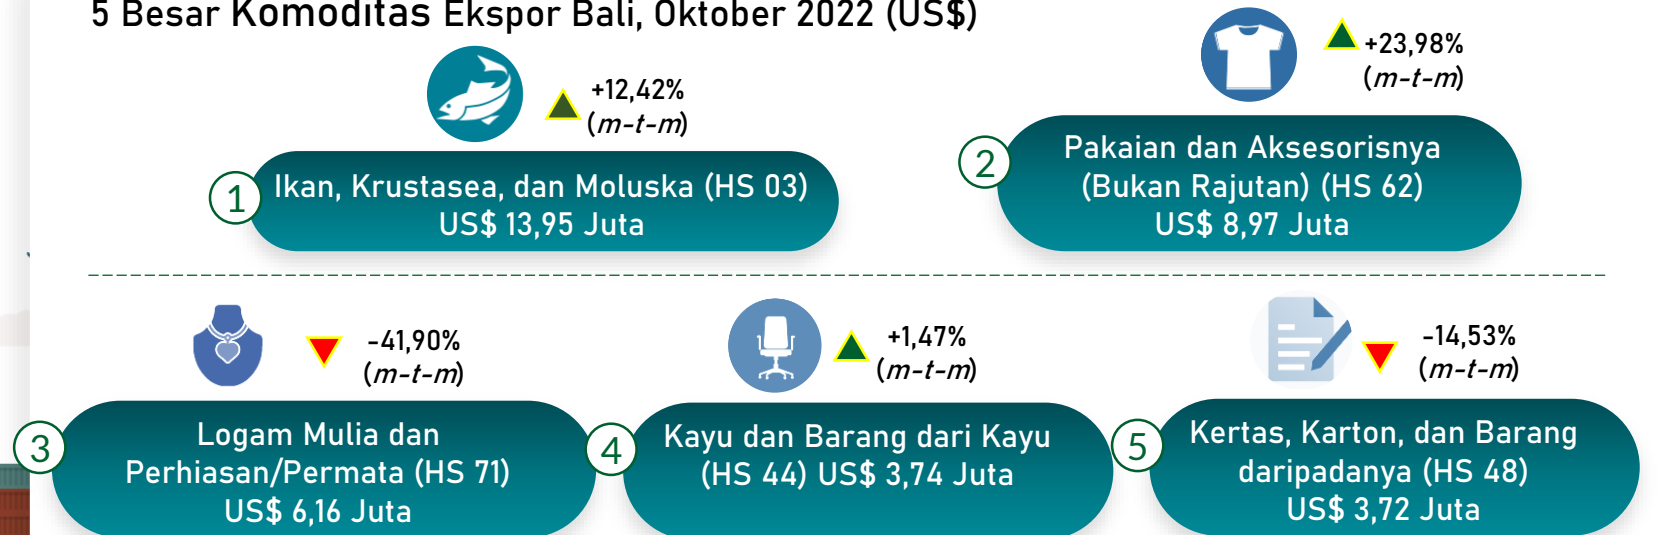 5 Besar Komoditas Ekspor Bali, Oktober 2022 (US$)
+12,42%
(m-t-m)
1
Ikan, Krustasea, dan Moluska (HS 03)
US$ 13,95 Juta
+23,98%
(m-t-m)
2
Pakaian dan Aksesorisnya
(Bukan Rajutan) (HS 62)
US$ 8,97 Juta
-41,90%
(m-t-m)
3
Logam Mulia dan
Perhiasan/Permata (HS 71)
US$ 6,16 Juta
+1,47%
(m-t-m)
4
Kayu dan Barang dari Kayu
(HS 44) US$ 3,74 Juta
-14,53%
(m-t-m)
5
Kertas, Karton, dan Barang
daripadanya (HS 48)
US$ 3,72 Juta